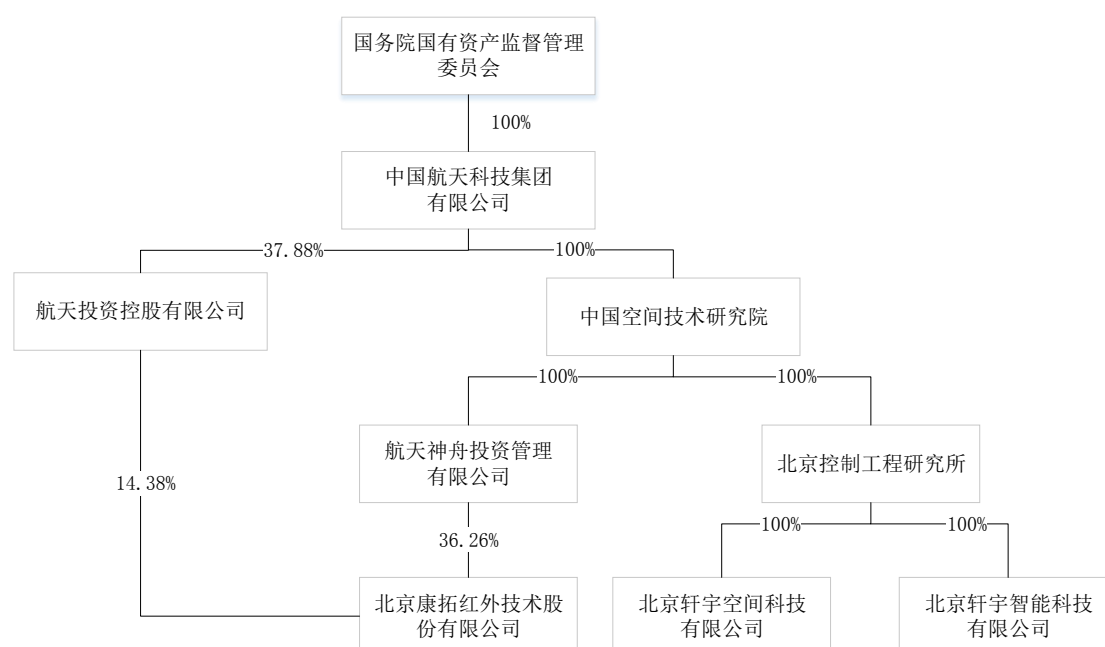 国务院国有资产监督管理
委员会
100%
中国航天科技集团
有限公司
37.88%
100%
航天投资控股有限公司
中国空间技术研究院
100%
100%
航天神舟投资管理
有限公司
北京控制工程研究所
14.38%
36.26%
100%
100%
北京康拓红外技术股
份有限公司
北京轩宇空间科技
有限公司
北京轩宇智能科技
有限公司